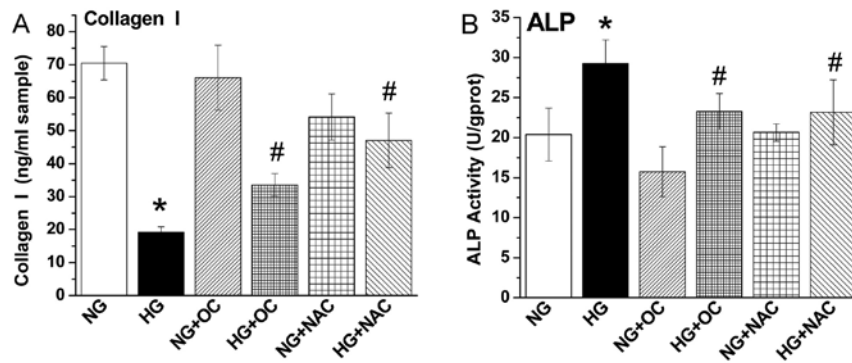 A
Collagen I
Collagen I (ng/ml sample)
80
70
60
50
40
30
20
10
0
*
#
#
NG
HG
NG+OC
HG+OC
NG+NAC
HG+NAC
B
ALP
ALP Activity (U/gprot)
35
30
25
20
15
10
5
0
*
#
#
NG
HG
NG+OC
HG+OC
NG+NAC
HG+NAC